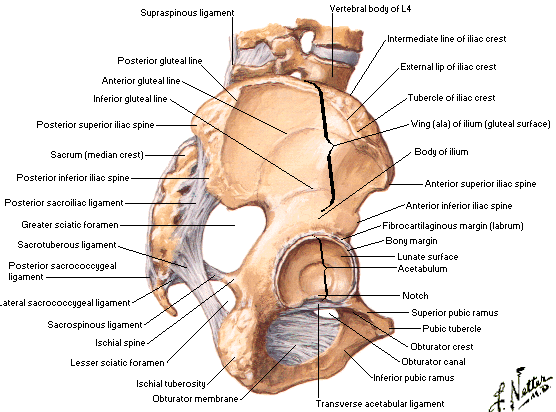 Supraspinous ligament
Vertebral body of L4
Intermediate line of iliac crest
Posterior gluteal line
External lip of iliac crest
Anterior gluteal line
Inferior gluteal line
Tubercle of iliac crest
Posterior superior iliac spine
Wing (ala) of ilium (gluteal surface)
Sacrum (median crest)
Body of ilium
Posterior inferior iliac spine
Anterior superior iliac spine
Posterior sacroiliac ligament
Anterior inferior iliac spine
Greater sciatic foramen
Fibrocartilaginous margin (labrum)
Sacrotuberous ligament
Bony margin
Lunate surface
Posterior sacrococcygeal
ligament
Acetabulum
Lateral sacrococcygeal ligament
Notch
Superior pubic ramus
Sacrospinous ligament
Pubic tubercle
Ischial spine
Obturator crest
Lesser sciatic foramen
Obturator canal
Inferior pubic ramus
Ischial tuberosity
Obturator membrane
Transverse acetabular ligament
F. Netter
M.D.